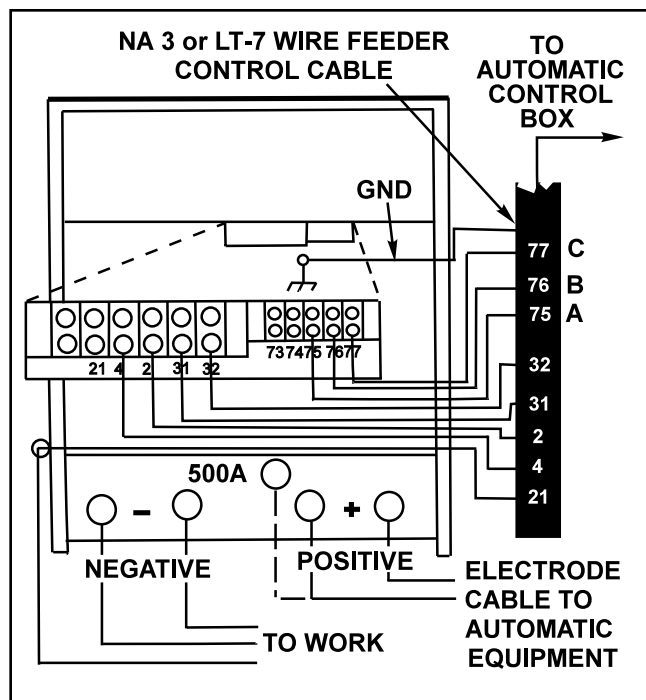 NA 3 or LT-7 WIRE FEEDER
CONTROL CABLE
TO
AUTOMATIC
CONTROL
BOX
GND
77 C
76 B
75 A
32
31
2
4
21
73 74 75 76 77
21 4 2 31 32
500A
- +
NEGATIVE
POSITIVE
TO WORK
ELECTRODE
CABLE TO
AUTOMATIC
EQUIPMENT